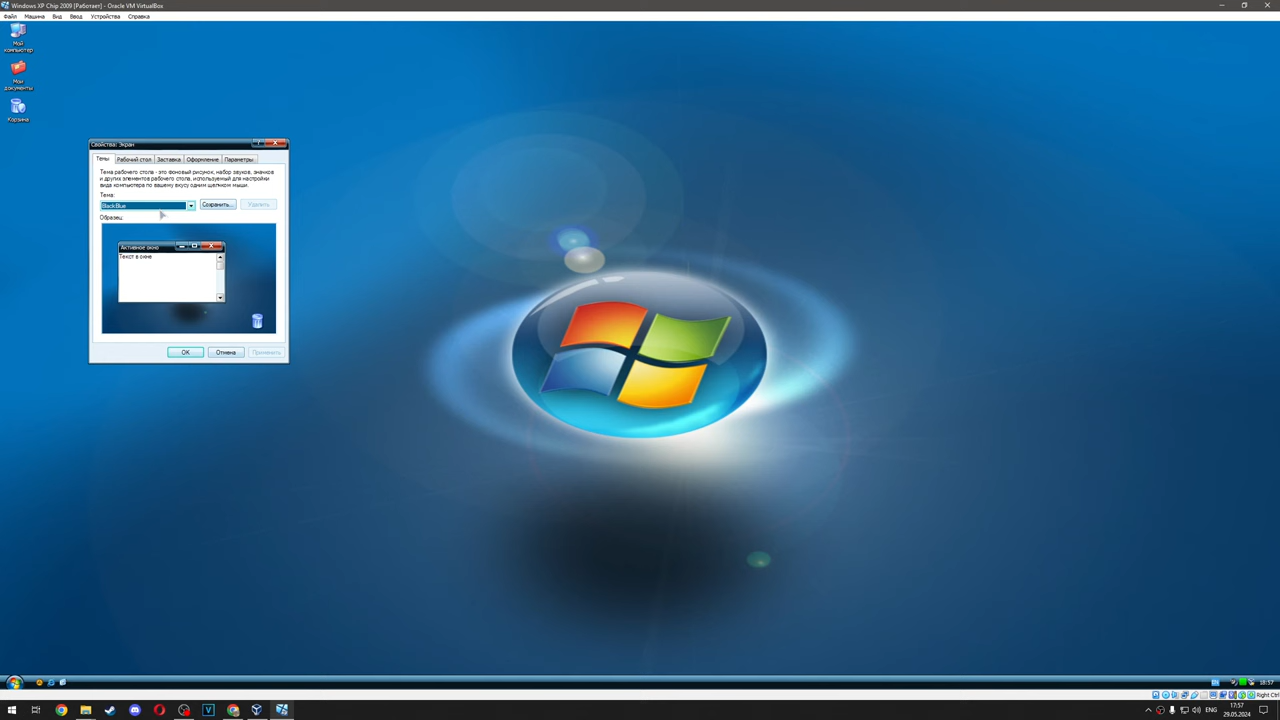 Windows XP Chip 2009 [Работает] - Oracle VM VirtualBox
Файл Машина Вид Ввод Устройства Справка
Мой компьютер
Мои документы
Корзина
Свойства: Экран
Темы Рабочий стол Заставка Оформление Параметры
Тема рабочего стола - это фоновый рисунок, набор звуков, значков
и других элементов рабочего стола, используемый для настройки
вида компьютера по вашему вкусу одним щелчком мыши.
Тема:
BlackBlue Сохранить... Удалить
Образец:
Активное окно
Текст в окне
ОК Отмена Применить
18:57
Right Ctrl
ENG 17:57
29.05.2024